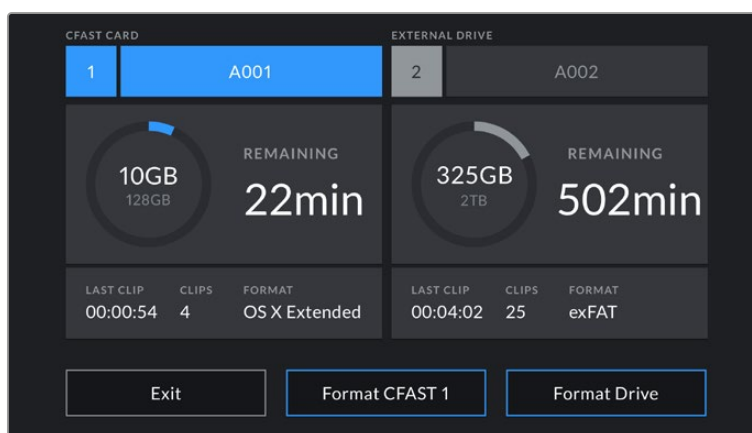 CFAST CARD
1 A001
10GB
128GB
REMAINING
22min
LAST CLIP CLIPS FORMAT
00:00:54 4 OS X Extended
EXTERNAL DRIVE
2 A002
325GB
2TB
REMAINING
502min
LAST CLIP CLIPS FORMAT
00:04:02 25 exFAT
Exit Format CFAST 1 Format Drive